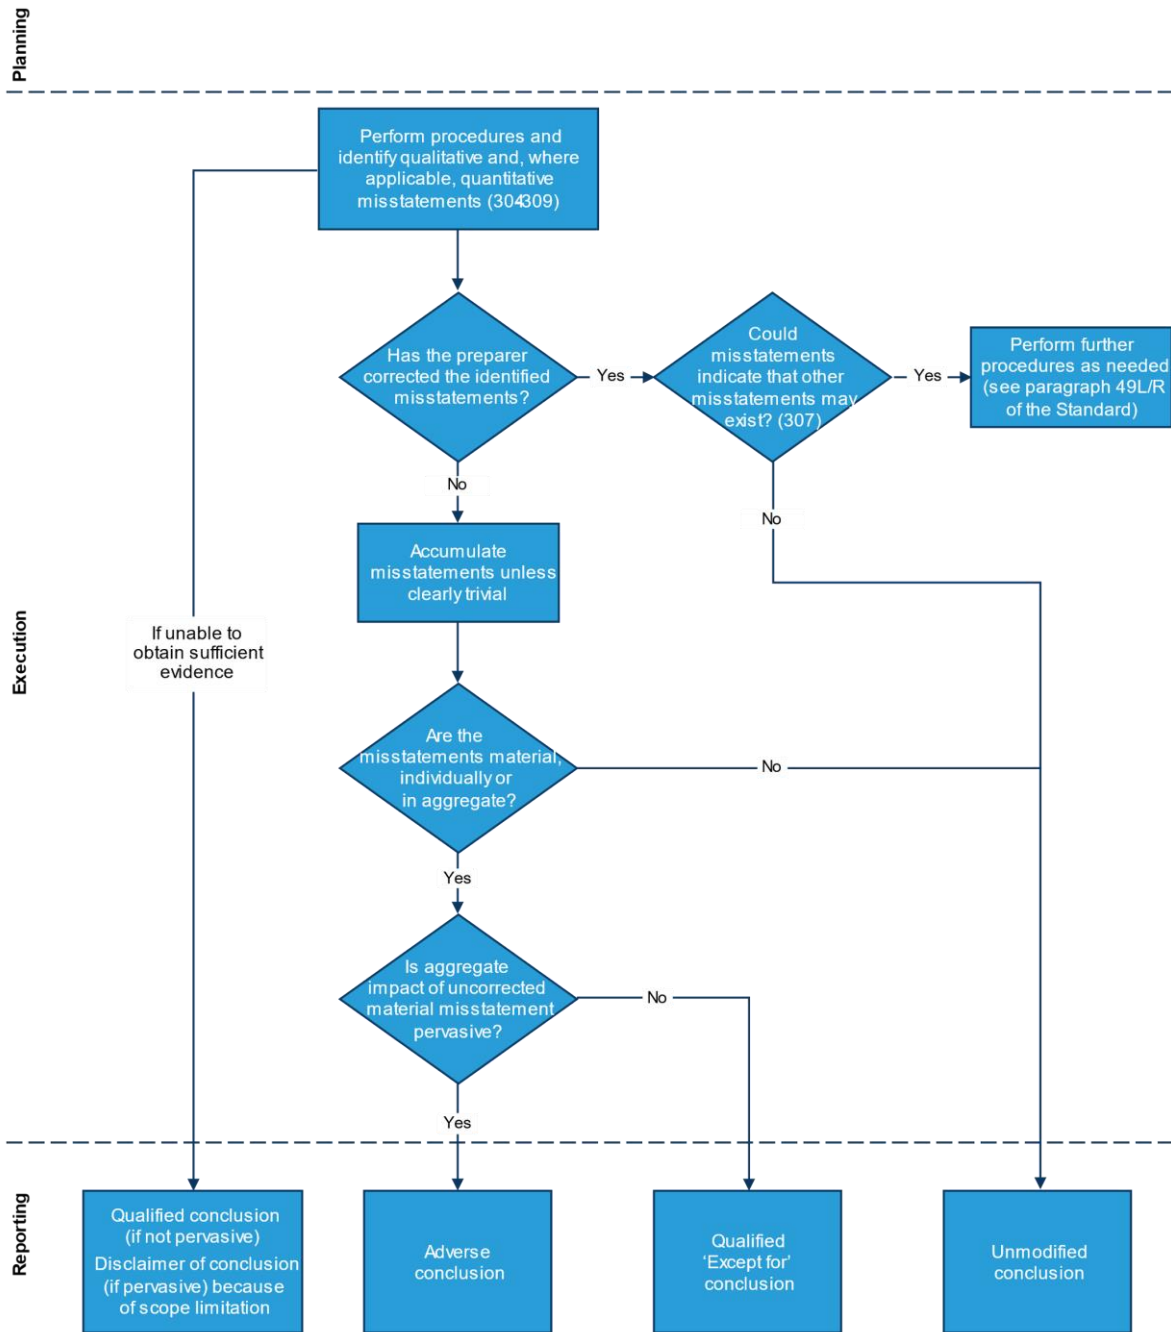 Planning
Perform procedures and
identify qualitative and, where
applicable, quantitative
misstatements (304309)
Has the preparer
corrected the identified
misstatements?
Yes
Could
misstatements
indicate that other
misstatements may
exist? (307)
Yes
Perform further
procedures as needed
(see paragraph 49L/R
of the Standard)
No
No
Accumulate
misstatements unless
clearly trivial
Execution
If unable to
obtain sufficient
evidence
Are the
misstatements material,
individually or
in aggregate?
No
Yes
Is aggregate
impact of uncorrected
material misstatement
pervasive?
No
Yes
Reporting
Qualified conclusion
(if not pervasive)
Disclaimer of conclusion
(if pervasive) because
of scope limitation
Adverse
conclusion
Qualified
‘Except for’
conclusion
Unmodified
conclusion